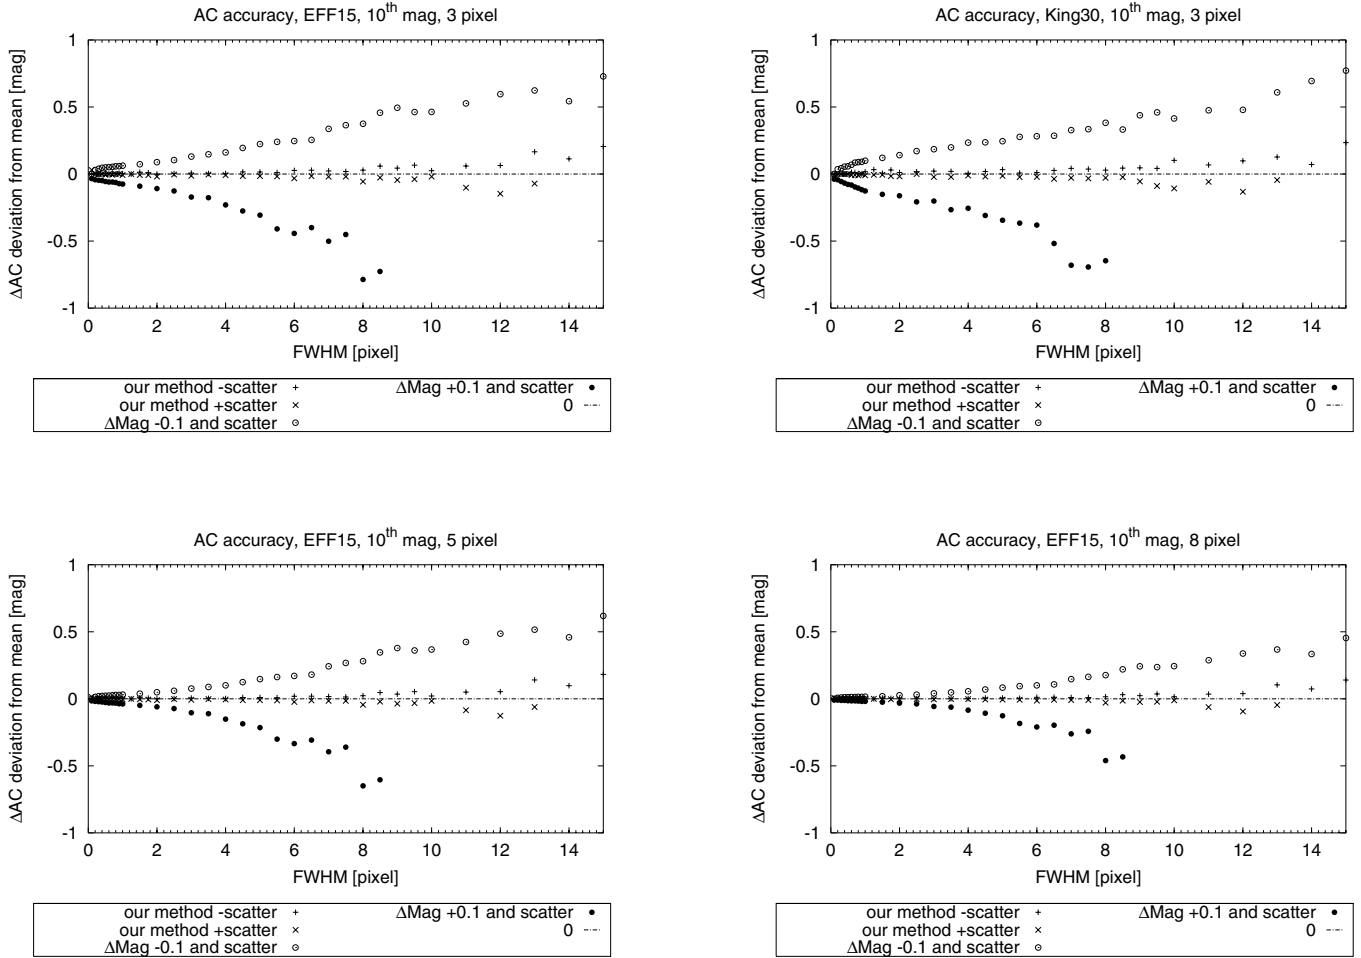 AC accuracy, EFF15, 10th mag, 3 pixel
ΔAC deviation from mean [mag]
1
0.5
0
-0.5
-1
0 2 4 6 8 10 12 14
FWHM [pixel]
our method -scatter
our method +scatter
ΔMag -0.1 and scatter
ΔMag +0.1 and scatter
0
AC accuracy, King30, 10th mag, 3 pixel
ΔAC deviation from mean [mag]
1
0.5
0
-0.5
-1
0 2 4 6 8 10 12 14
FWHM [pixel]
our method -scatter
our method +scatter
ΔMag -0.1 and scatter
ΔMag +0.1 and scatter
0
AC accuracy, EFF15, 10th mag, 5 pixel
ΔAC deviation from mean [mag]
1
0.5
0
-0.5
-1
0 2 4 6 8 10 12 14
FWHM [pixel]
our method -scatter
our method +scatter
ΔMag -0.1 and scatter
ΔMag +0.1 and scatter
0
AC accuracy, EFF15, 10th mag, 8 pixel
ΔAC deviation from mean [mag]
1
0.5
0
-0.5
-1
0 2 4 6 8 10 12 14
FWHM [pixel]
our method -scatter
our method +scatter
ΔMag -0.1 and scatter
ΔMag +0.1 and scatter
0